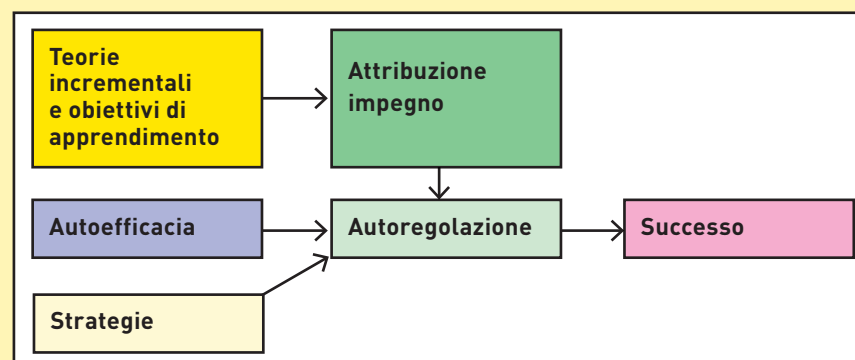 Teorie
incrementali
e obiettivi di
apprendimento
Attribuzione
impegno
Autoefficacia
Autoregolazione
Successo
Strategie